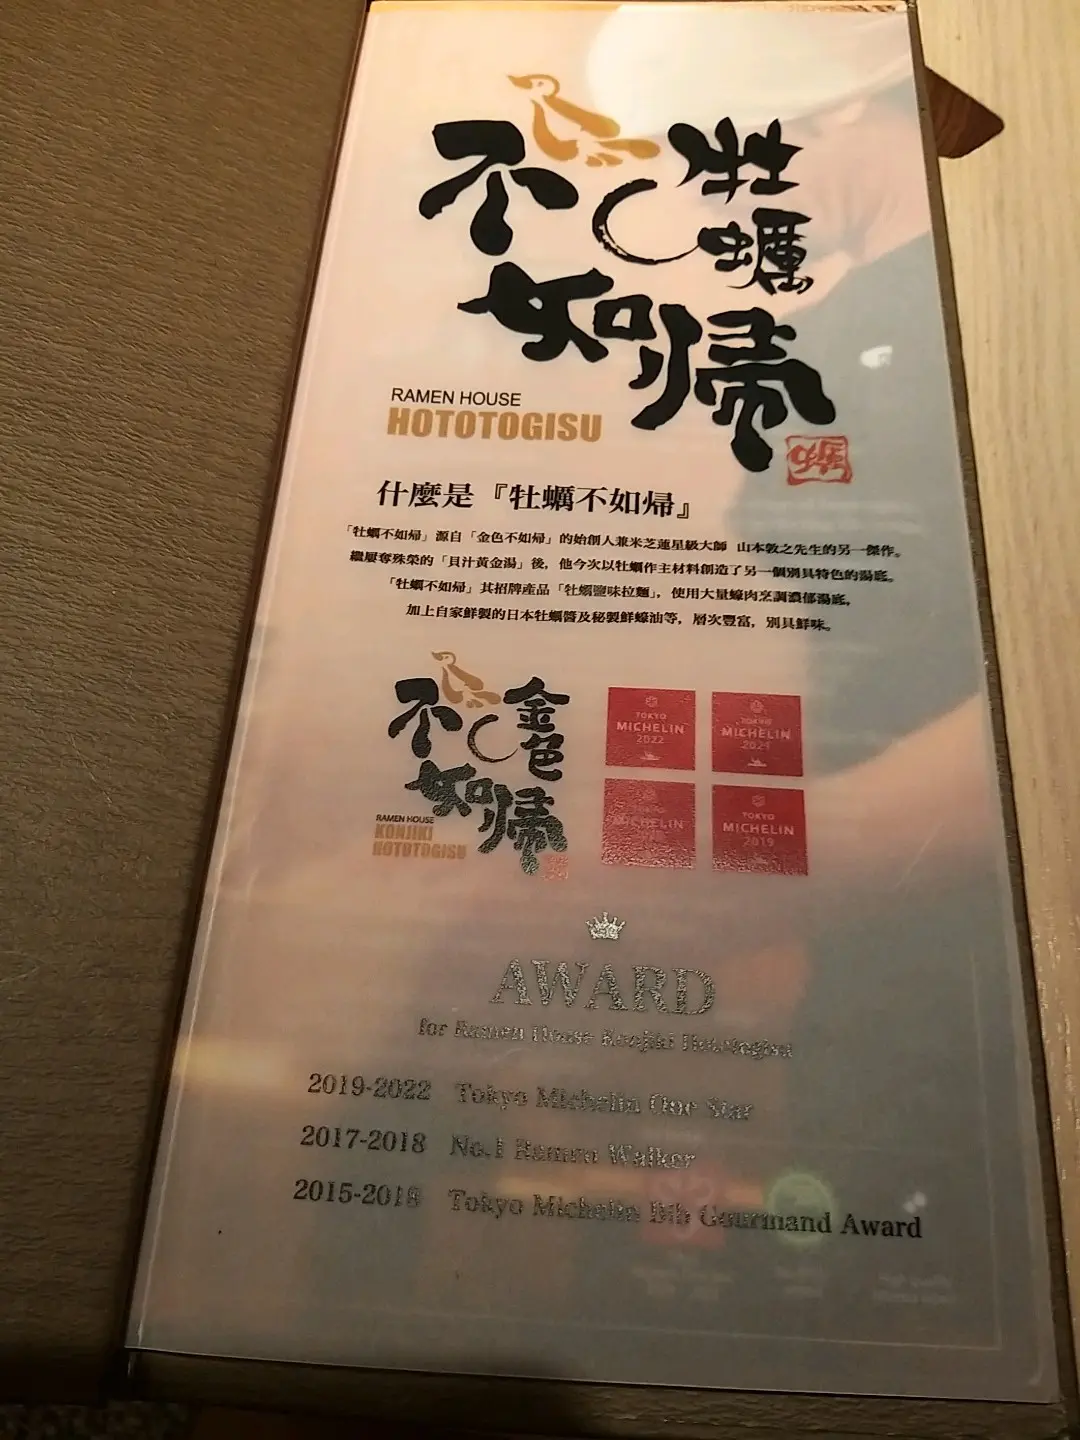 牡蠣
不如帰
RAMEN HOUSE
HOTOTOGISU
什麼是『牡蠣不如帰』
「牡蠣不如帰」源自「金色不如帰」的始創人兼米芝蓮星級大師 山本敦之先生的另一傑作。
繼屢奪殊榮的「貝汁黃金湯」後，他今次以牡蠣作主材料創造了另一個別具特色的湯底。
「牡蠣不如帰」其招牌產品「牡蠣鹽味拉麵」，使用大量蠔肉烹調濃郁湯底，
加上自家鮮製的日本牡蠣醬及秘製鮮蠔油等，層次豐富，別具鮮味。
金色
不如帰
RAMEN HOUSE
KONJIKI
HOTOTOGISU
TOKYO
MICHELIN
2022
TOKYO
MICHELIN
2021
TOKYO
MICHELIN
TOKYO
MICHELIN
2019
AWARD
for Ramen House Konjiki Hototogisu
2019-2022 Tokyo Michelin One Star
2017-2018 No.1 Ramen Walker
2015-2018 Tokyo Michelin Bib Gourmand Award